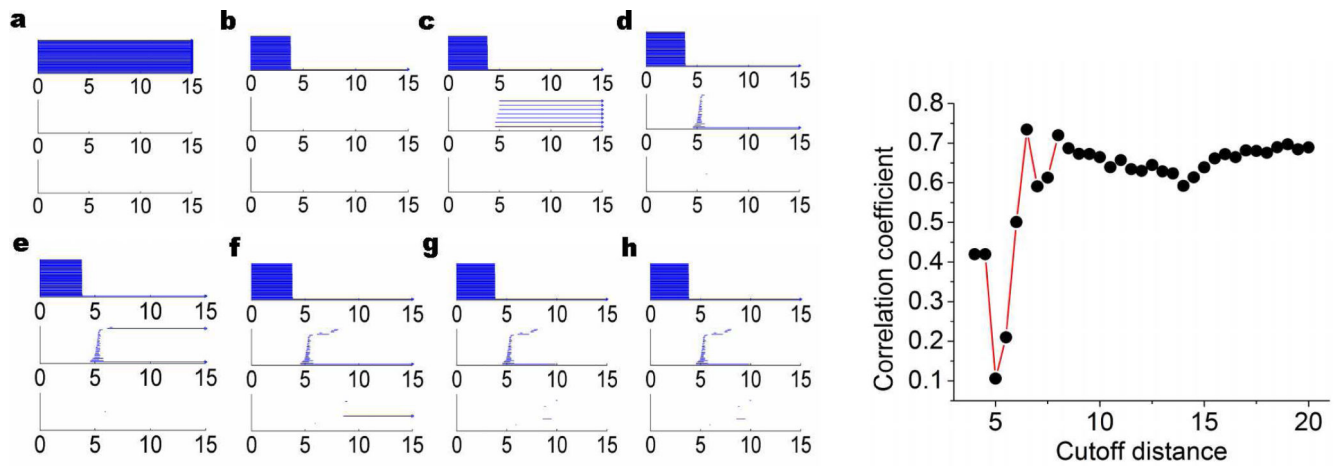 a b c d
0 5 10 15 0 5 10 15 0 5 10 15 0 5 10 15
0 5 10 15 0 5 10 15 0 5 10 15 0 5 10 15
0 5 10 15 0 5 10 15 0 5 10 15 0 5 10 15
e f g h
0 5 10 15 0 5 10 15 0 5 10 15 0 5 10 15
0 5 10 15 0 5 10 15 0 5 10 15 0 5 10 15
0 5 10 15 0 5 10 15 0 5 10 15 0 5 10 15
Correlation coefficient
0.8
0.7
0.6
0.5
0.4
0.3
0.2
0.1
5 10 15 20
Cutoff distance